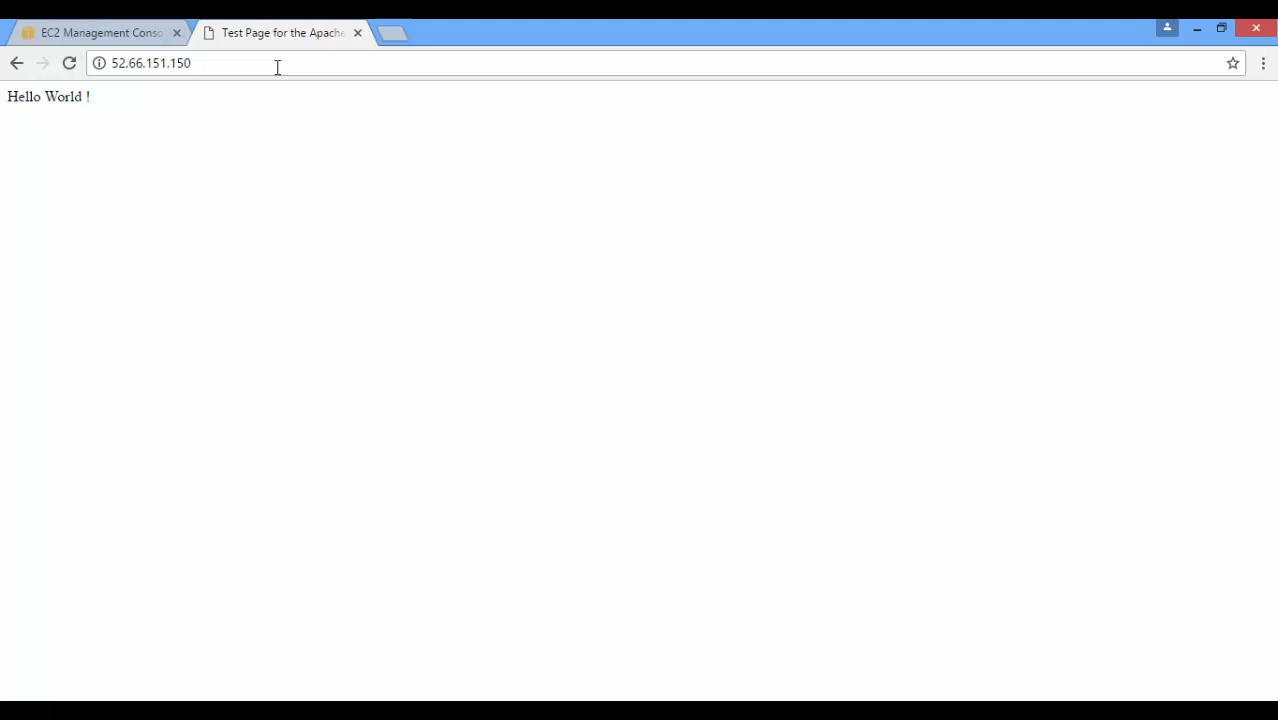 EC2 Management Conso
Test Page for the Apache
52.66.151.150
Hello World !